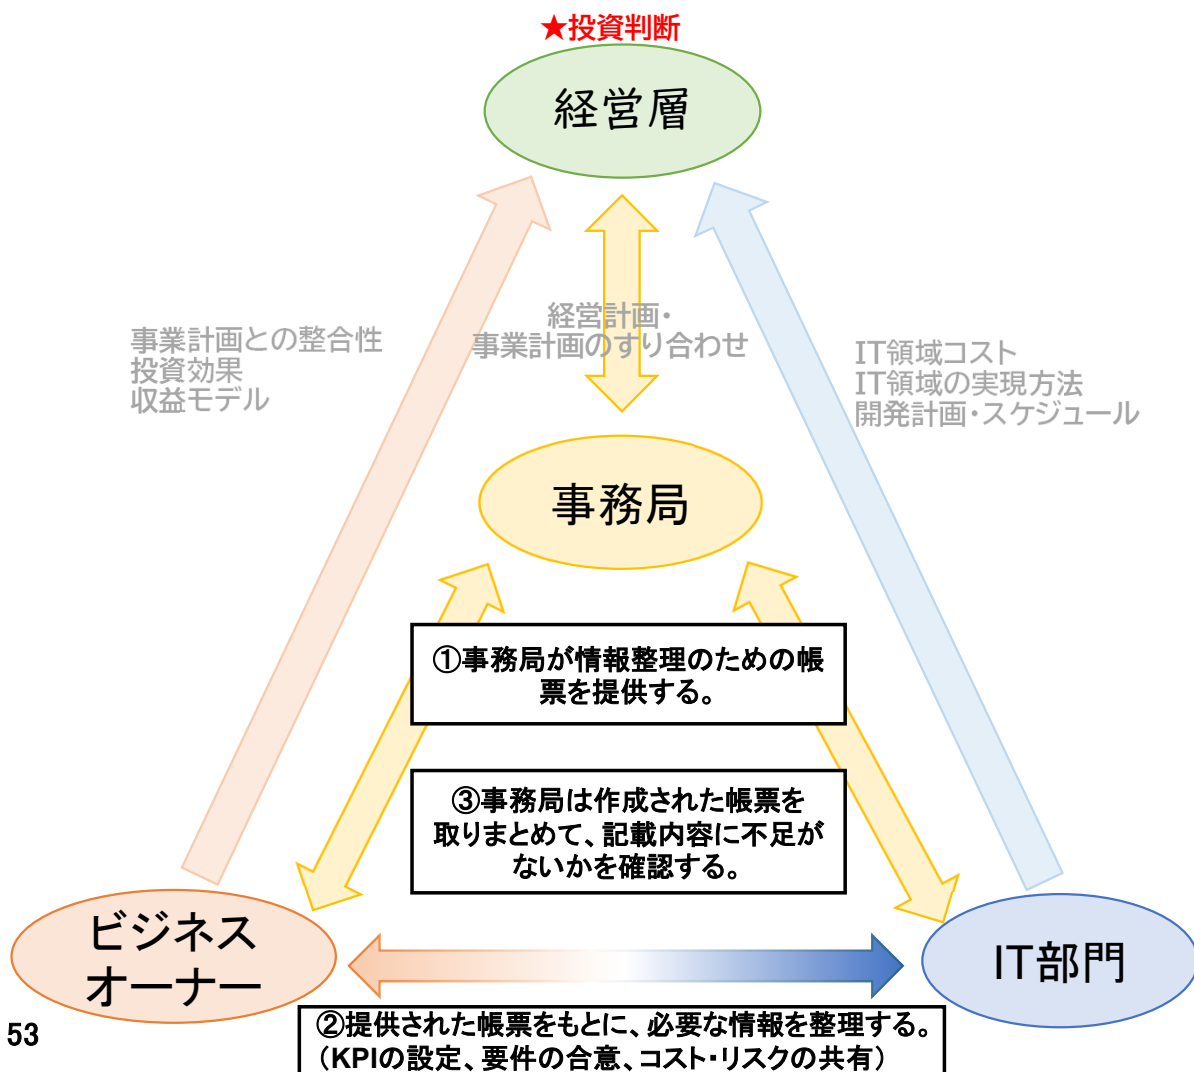 ★投資判断
経営層
経営計画・
事業計画のすり合わせ
事業計画との整合性
投資効果
収益モデル
IT領域コスト
IT領域の実現方法
開発計画・スケジュール
事務局
①事務局が情報整理のための帳
票を提供する。
③事務局は作成された帳票を
取りまとめて、記載内容に不足が
ないかを確認する。
ビジネス
オーナー
IT部門
②提供された帳票をもとに、必要な情報を整理する。
（KPIの設定、要件の合意、コスト・リスクの共有）
53